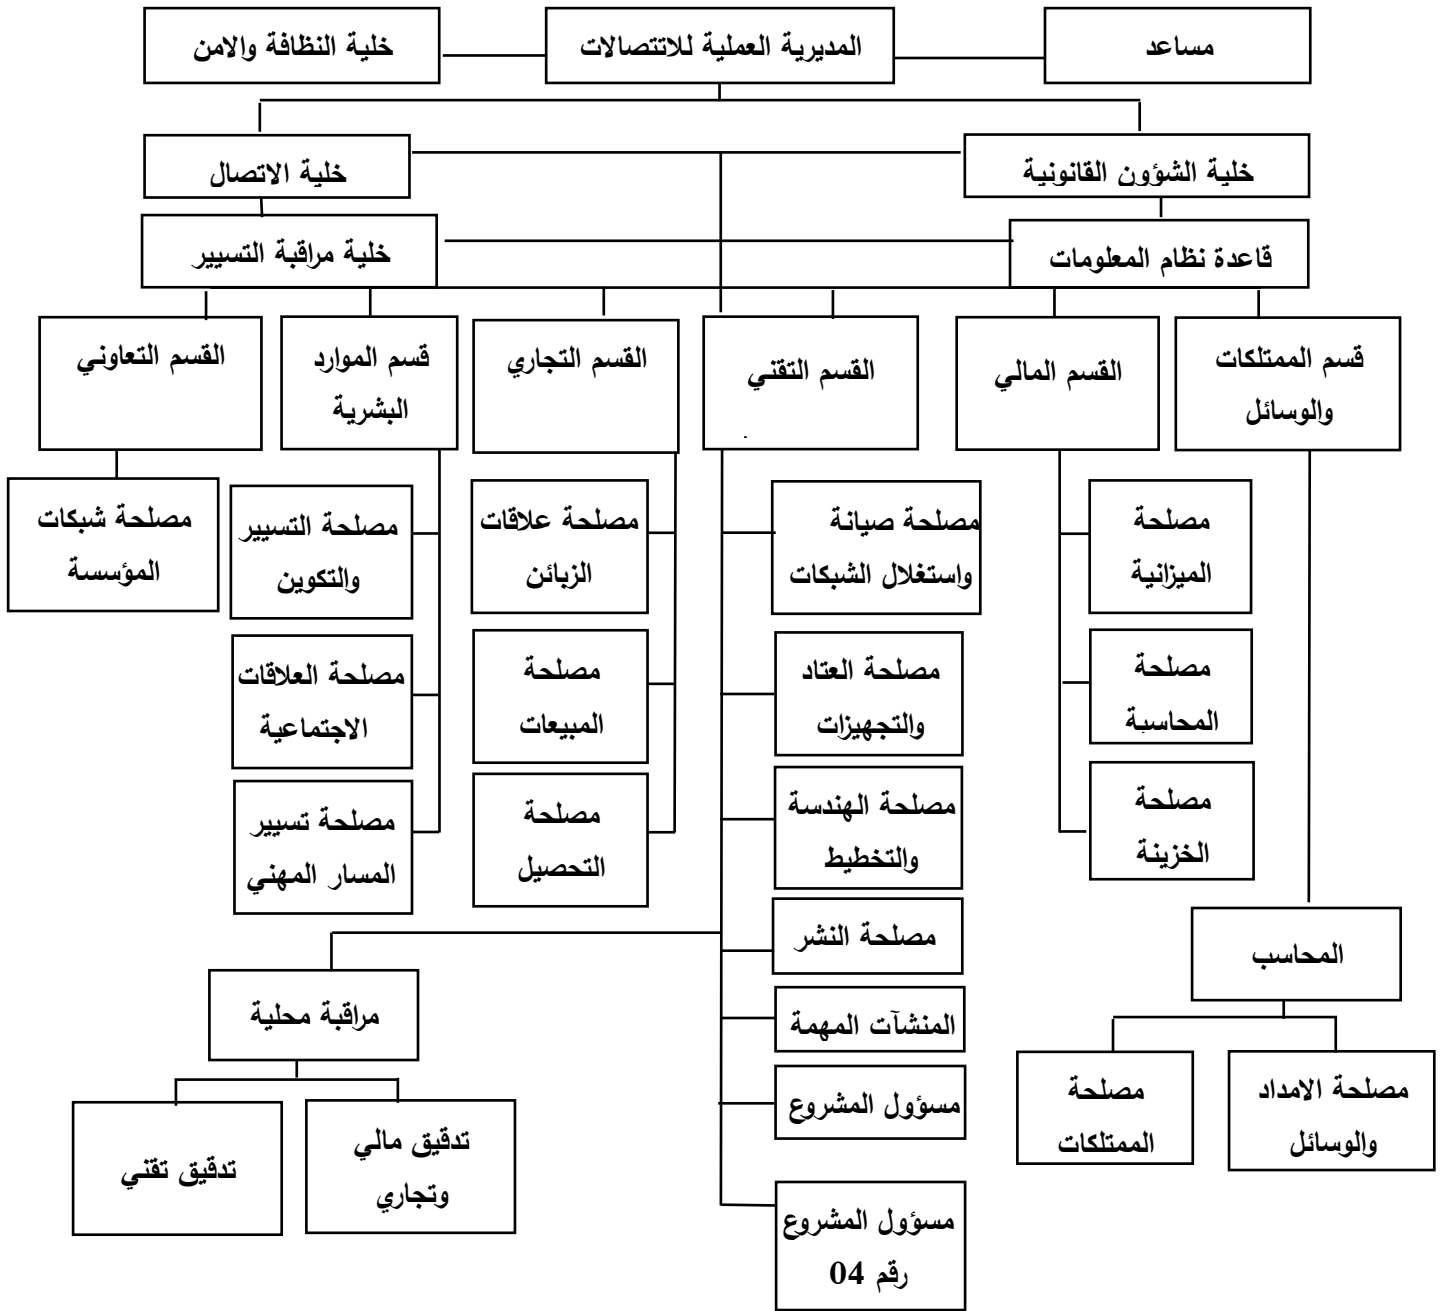 مساعد
المديرية العملية للاتتصالات
خلية النظافة والامن
خلية الشؤون القانونية
خلية الاتصال
قاعدة نظام المعلومات
خلية مراقبة التسيير
قسم الممتلكات
والوسائل
القسم المالي
القسم التقني
القسم التجاري
قسم الموارد
البشرية
القسم التعاوني
مصلحة
الميزانية
مصلحة صيانة
واستغلال الشبكات
مصلحة علاقات
الزبائن
مصلحة التسيير
والتكوين
مصلحة شبكات
المؤسسة
مصلحة
المحاسبة
مصلحة العتاد
والتجهيزات
مصلحة
المبيعات
مصلحة العلاقات
الاجتماعية
مصلحة
الخزينة
مصلحة الهندسة
والتخطيط
مصلحة
التحصيل
مصلحة تسيير
المسار المهني
المحاسب
مصلحة النشر
مراقبة محلية
المنشآت المهمة
مصلحة الامداد
والوسائل
مصلحة
الممتلكات
مسؤول المشروع
تدقيق مالي
وتجاري
تدقيق تقني
مسؤول المشروع
رقم 04